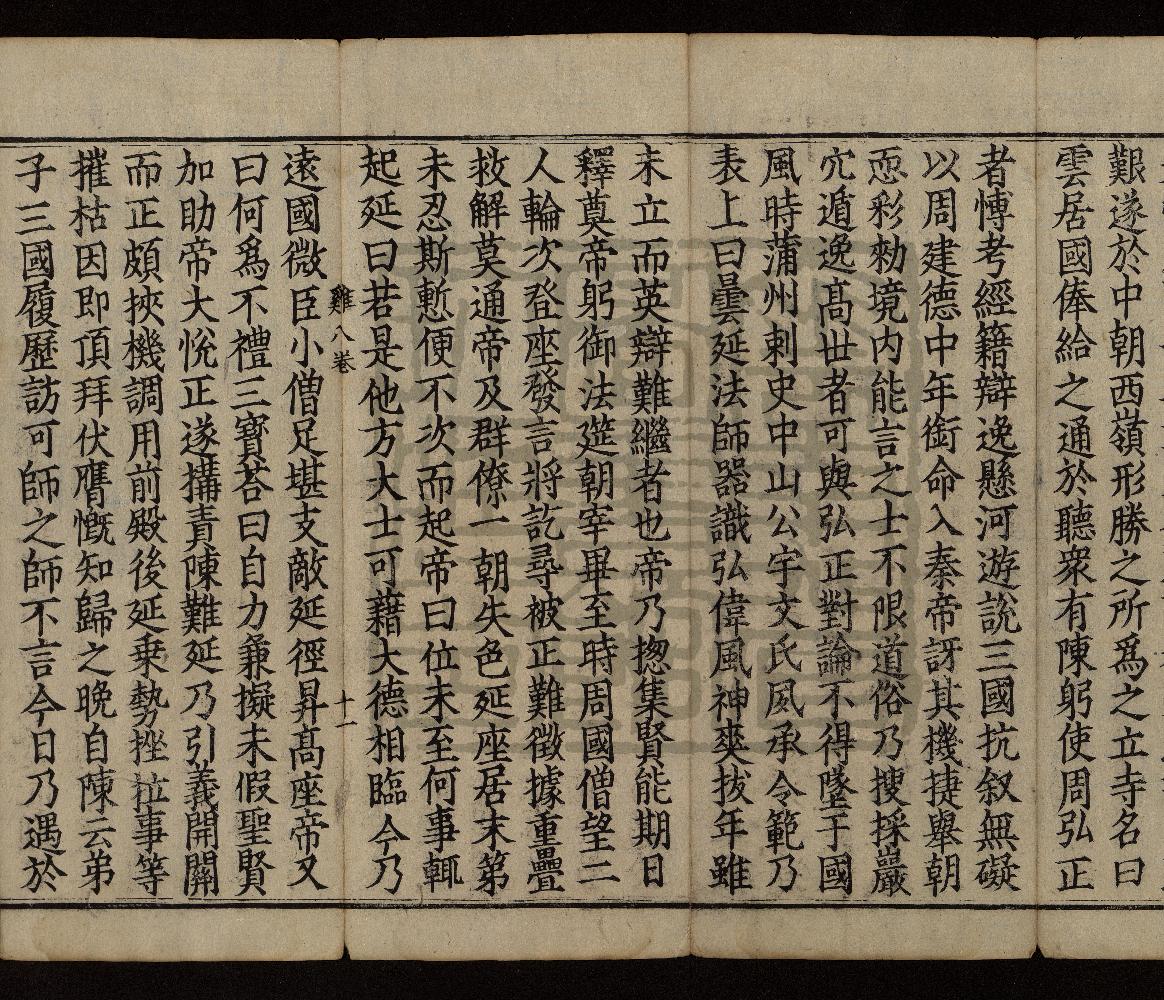 艱遂於中朝西嶺形勝之所為之立寺名曰
雲居國俸給之通於聽衆有陳躬使周弘正
者愽考經籍辯逸懸河游說三國抗叙無礙
以周建德中年銜命入秦帝訝其機捷舉朝
恧彩勑境內能言之士不限道俗乃搜採巖
穴遁逸髙世者可與弘正對論不得墜于國
風時蒲州刺史中山公宇文氏夙承令範乃
表上曰曇延法師器識弘偉風神爽拔年雖
未立而英辯難繼者也帝乃揔集賢能期日
釋奠帝躬御法筵朝宰畢至時周國僧望二
人輪次登座發言將訖尋被正難徵據重疊
救解莫通帝及群僚一朝失色延座居末第
未忍斯慙便不次而起帝曰位未至何事輒
起延曰若是他方大士可藉大德相臨今乃
雞八卷 十一
遠國微臣小僧足堪支敵延徑昇髙座帝又
曰何為不禮三寶荅曰自力兼擬未假聖賢
加助帝大悅正遂搆責陳難延乃引義開關
而正頗挾機調用前殿後延乗勢挫拉事等
摧枯因即頂拜伏膺慨知歸之晚自陳云弟
子三國履歷訪可師之師不言今日乃遇於